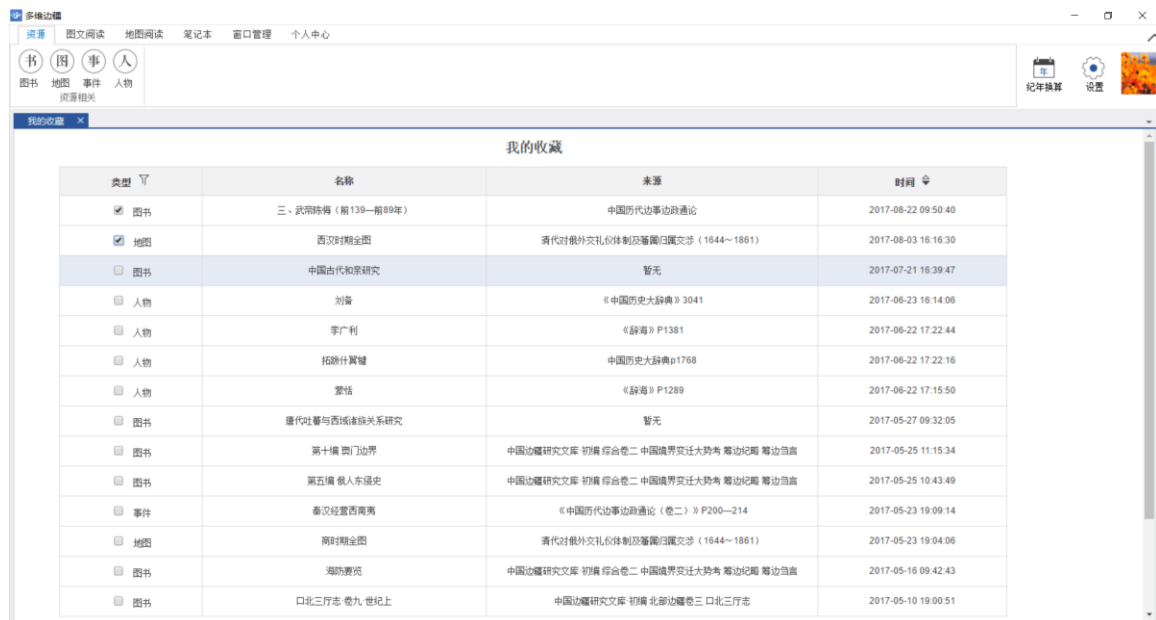 多维边疆
资源 图文阅读 地图阅读 笔记本 窗口管理 个人中心
书 图 事 人 年
图书 地图 事件 人物 纪年换算 设置
资源相关
我的收藏 ×
我的收藏
类型 名称 来源 时间
图书 三、武帝陈悔（前139—前89年） 中国历代边事边政通论 2017-08-22 09:50:40
地图 西汉时期全图 清代对俄外交礼仪体制及藩属归属交涉（1644～1861） 2017-08-03 16:16:30
图书 中国古代和亲研究 暂无 2017-07-21 16:39:47
人物 刘备 《中国历史大辞典》3041 2017-06-23 16:14:06
人物 李广利 《辞海》P1381 2017-06-22 17:22:44
人物 拓跋什翼犍 中国历史大辞典p1768 2017-06-22 17:22:16
人物 蒙恬 《辞海》P1289 2017-06-22 17:15:50
图书 唐代吐蕃与西域诸族关系研究 暂无 2017-05-27 09:32:05
图书 第十编 澳门边界 中国边疆研究文库·初编·综合卷二 中国境界变迁大势考 筹边纪略 筹边刍言 2017-05-25 11:15:34
图书 第五编 俄人东侵史 中国边疆研究文库·初编·综合卷二 中国境界变迁大势考 筹边纪略 筹边刍言 2017-05-25 10:43:49
事件 秦汉经营西南夷 《中国历代边事边政通论（卷二）》P200—214 2017-05-23 19:09:14
地图 商时期全图 清代对俄外交礼仪体制及藩属归属交涉（1644～1861） 2017-05-23 19:04:06
图书 海防要览 中国边疆研究文库·初编·综合卷二 中国境界变迁大势考 筹边纪略 筹边刍言 2017-05-16 09:42:43
图书 口北三厅志·卷九·世纪上 中国边疆研究文库·初编·北部边疆卷三 口北三厅志 2017-05-10 19:00:51